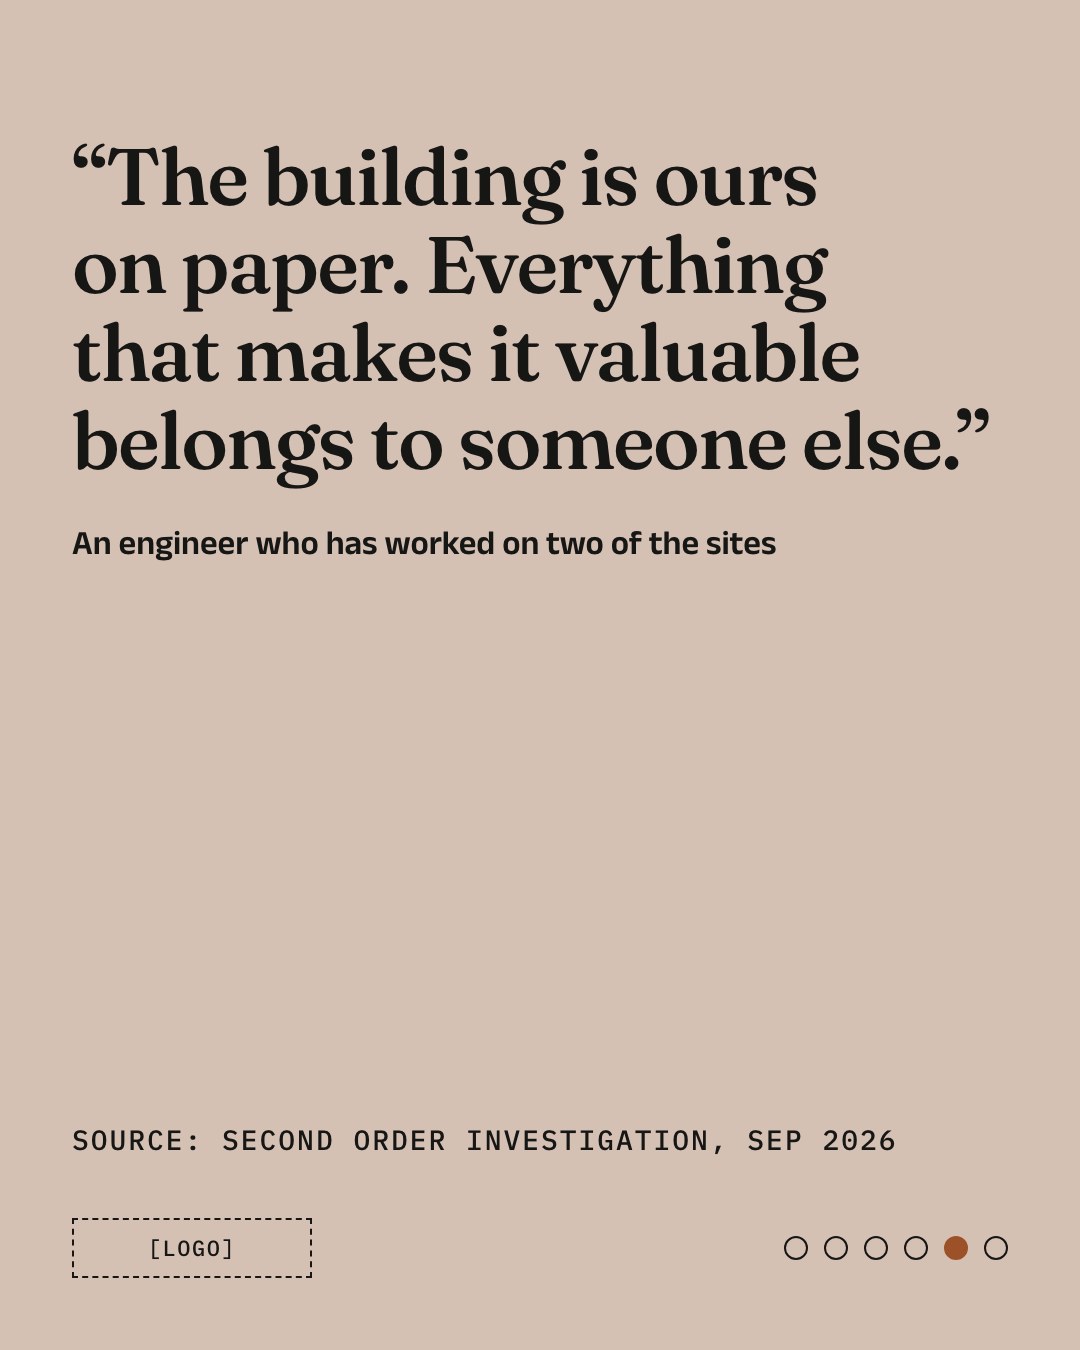 “The building is ours
on paper. Everything
that makes it valuable
belongs to someone else.”
An engineer who has worked on two of the sites
SOURCE: SECOND ORDER INVESTIGATION, SEP 2026
[LOGO]